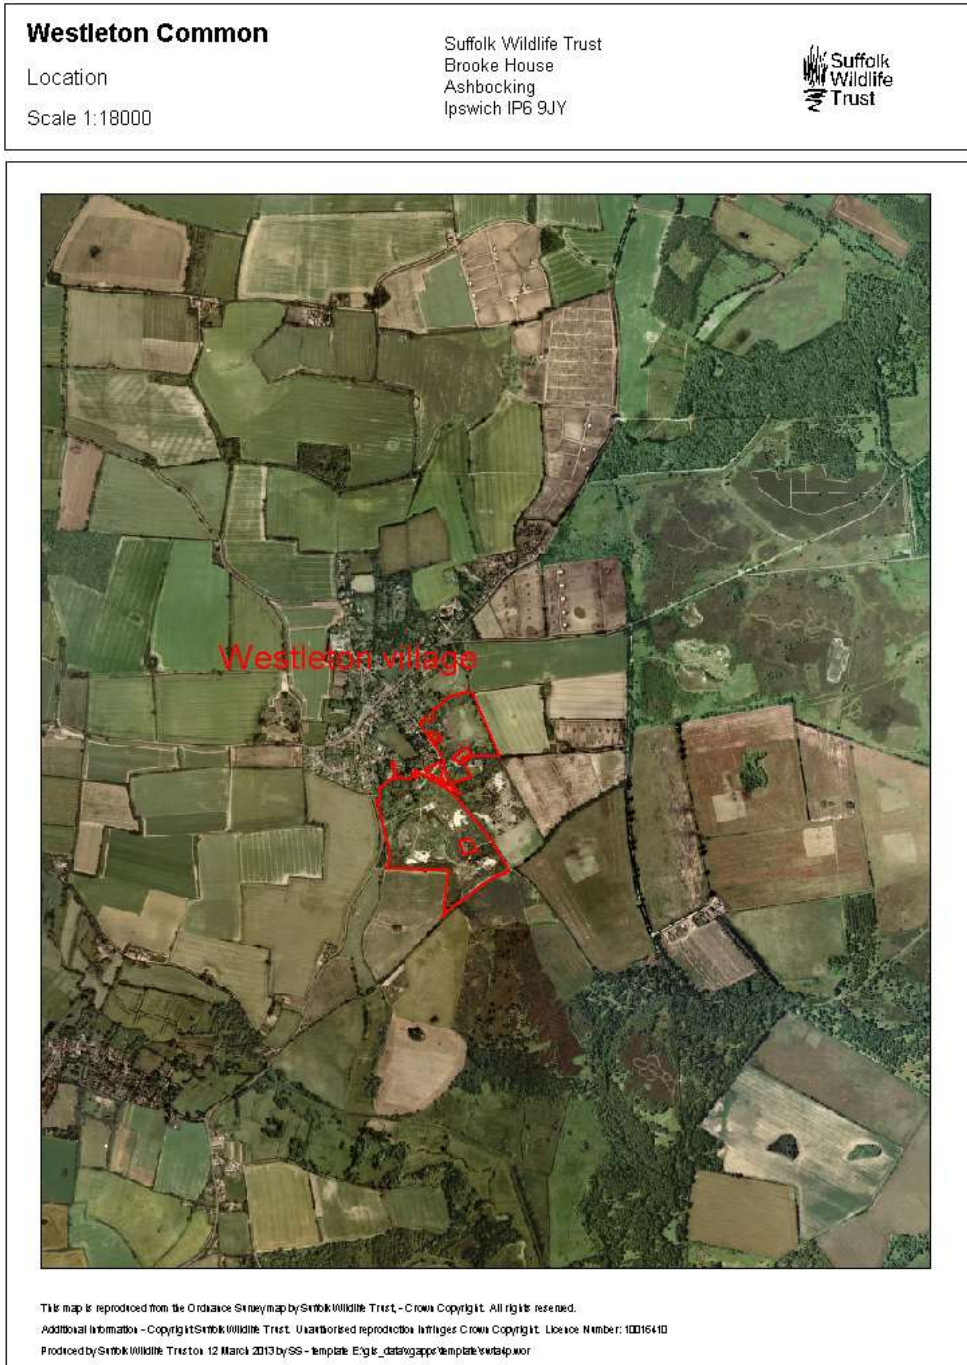 Westleton Common
Location
Scale 1:18000
Suffolk Wildlife Trust
Brooke House
Ashbocking
Ipswich IP6 9JY
Suffolk
Wildlife
Trust
Westleton village
This map is reproduced from the Ordnance Survey map by Suffolk Wildlife Trust, - Crown Copyright. All rights reserved.
Additional information - Copyright Suffolk Wildlife Trust. Unauthorised reproduction infringes Crown Copyright. Licence Number: 10016410
Produced by Suffolk Wildlife Trust on 12 March 2013 by SS - template